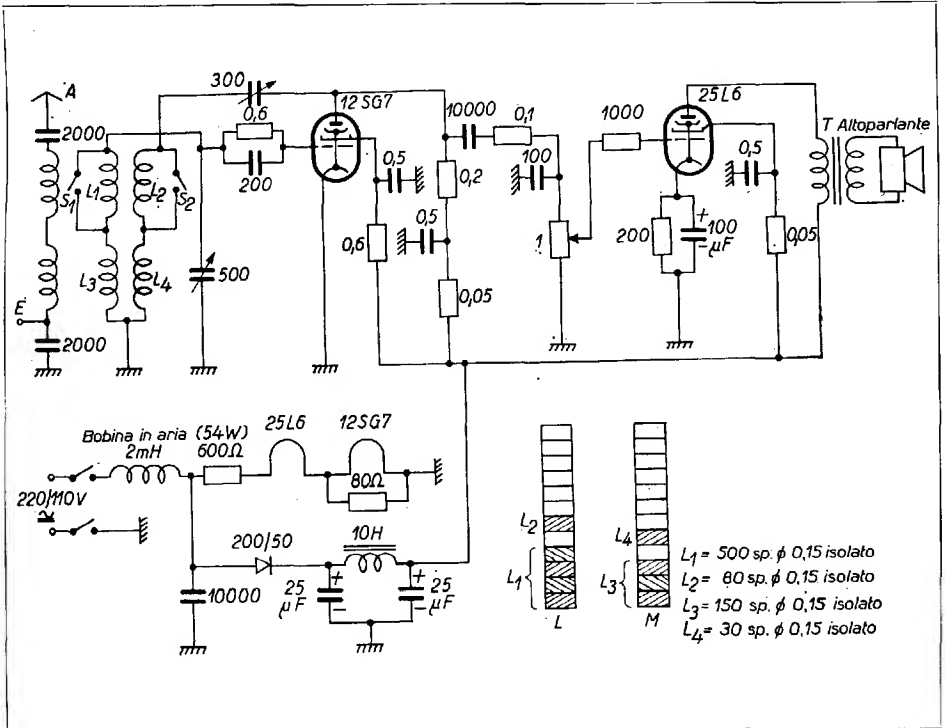 A
2000
S1
L1
L2
S2
L3
L4
E
2000
300
0,6
200
500
12SG7
0,5
0,6
0,5
0,2
0,05
10000
0,1
100
1
1000
25L6
200
+
100
-μF
0,5
0,05
T Altoparlante
Bobina in aria (54W)
2mH
600Ω
25L6
12SG7
80Ω
220/110V
200/50
10H
10000
+
25
μF
-
+
25
μF
-
L2
L1
L
L4
L3
M
L1= 500 sp. ϕ 0,15 isolato
L2= 80 sp. ϕ 0,15 isolato
L3= 150 sp. ϕ 0,15 isolato
L4= 30 sp. ϕ 0,15 isolato